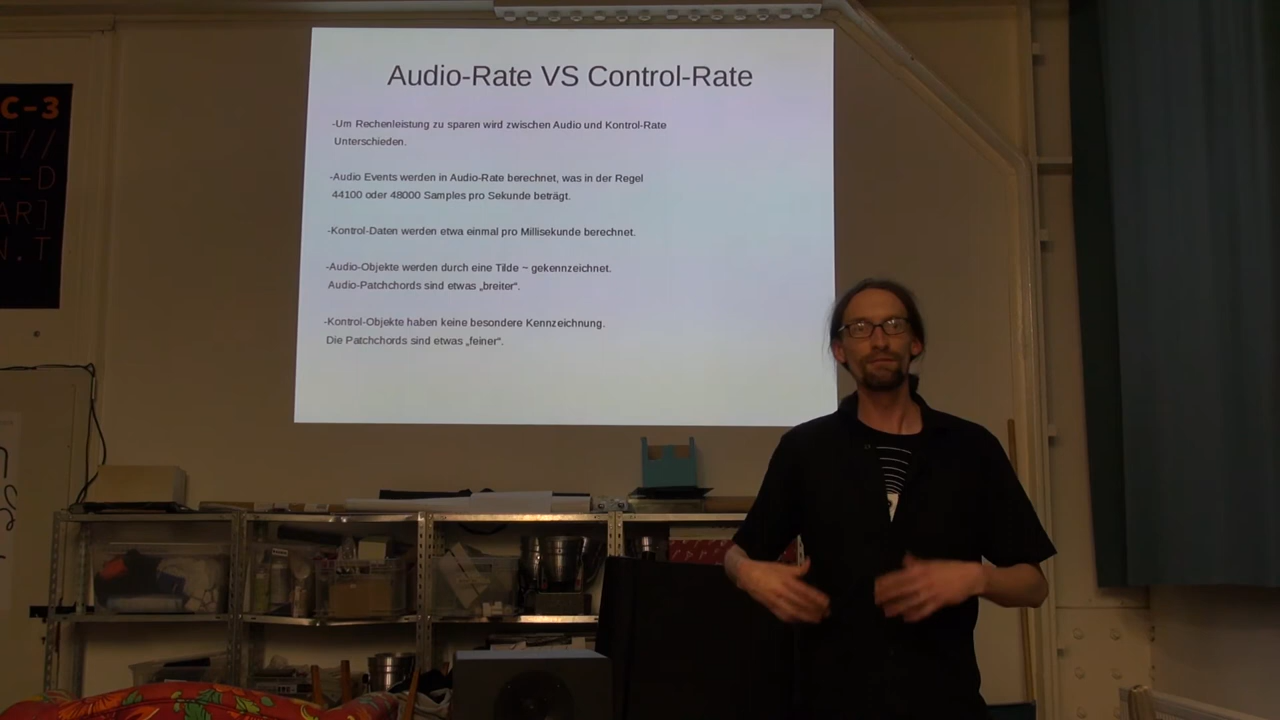 Audio-Rate VS Control-Rate
-Um Rechenleistung zu sparen wird zwischen Audio und Kontrol-Rate
Unterschieden.
-Audio Events werden in Audio-Rate berechnet, was in der Regel
44100 oder 48000 Samples pro Sekunde beträgt.
-Kontrol-Daten werden etwa einmal pro Millisekunde berechnet.
-Audio-Objekte werden durch eine Tilde ~ gekennzeichnet.
Audio-Patchchords sind etwas „breiter“.
-Kontrol-Objekte haben keine besondere Kennzeichnung.
Die Patchchords sind etwas „feiner“.
C-3
T//
--D
AR]
N.T